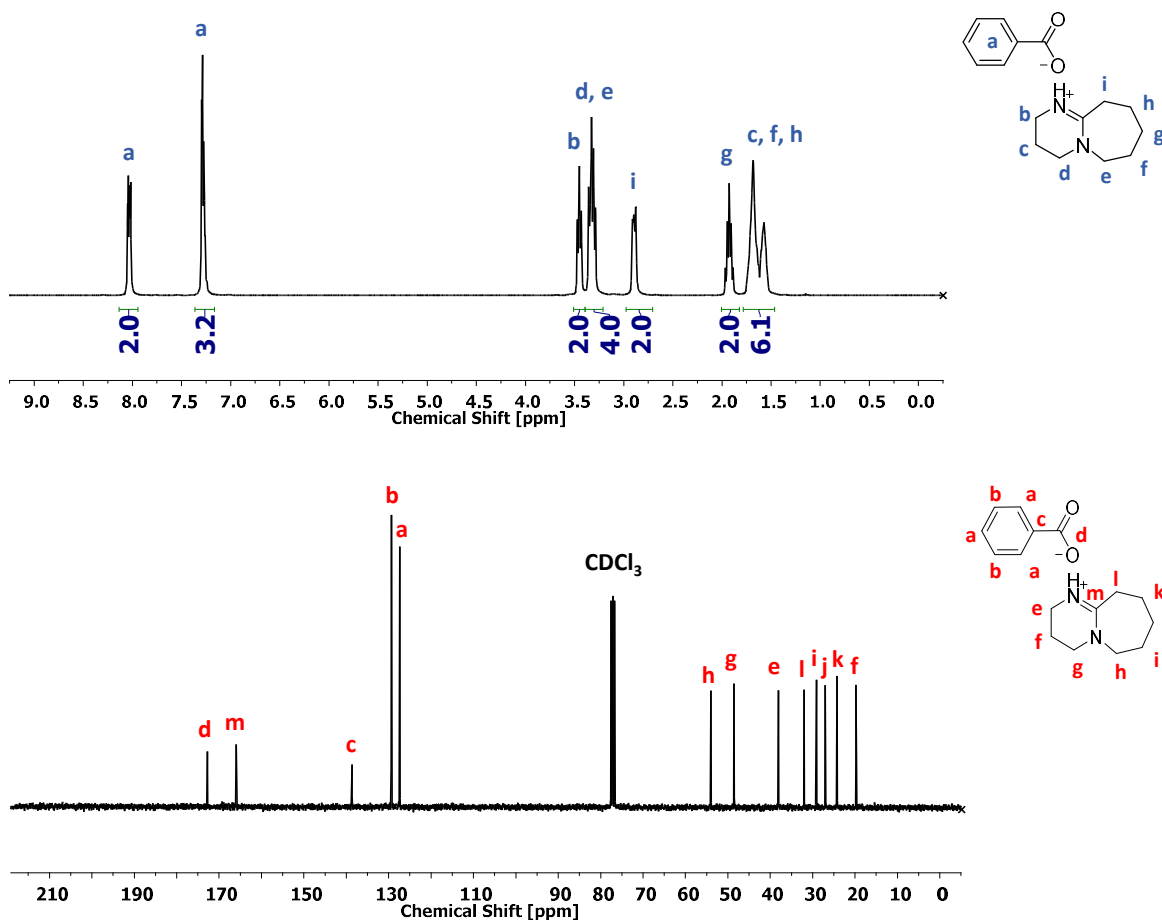 a
a
b
d, e
i
g
c, f, h
2.0
3.2
2.0
4.0
2.0
2.0
6.1
9.0 8.5 8.0 7.5 7.0 6.5 6.0 5.5 5.0 4.5 4.0 3.5 3.0 2.5 2.0 1.5 1.0 0.5 0.0
Chemical Shift [ppm]
a
O
⁻O
H
N+
i
b
h
g
c
N
f
d
e
d
m
c
b
a
CDCl3
h
g
e
l
i
j
k
f
210 190 170 150 130 110 90 80 70 60 50 40 30 20 10 0
Chemical Shift [ppm]
b
a
O
c
a
d
⁻O
b
a
H
N+
m
l
k
e
f
N
i
g
h